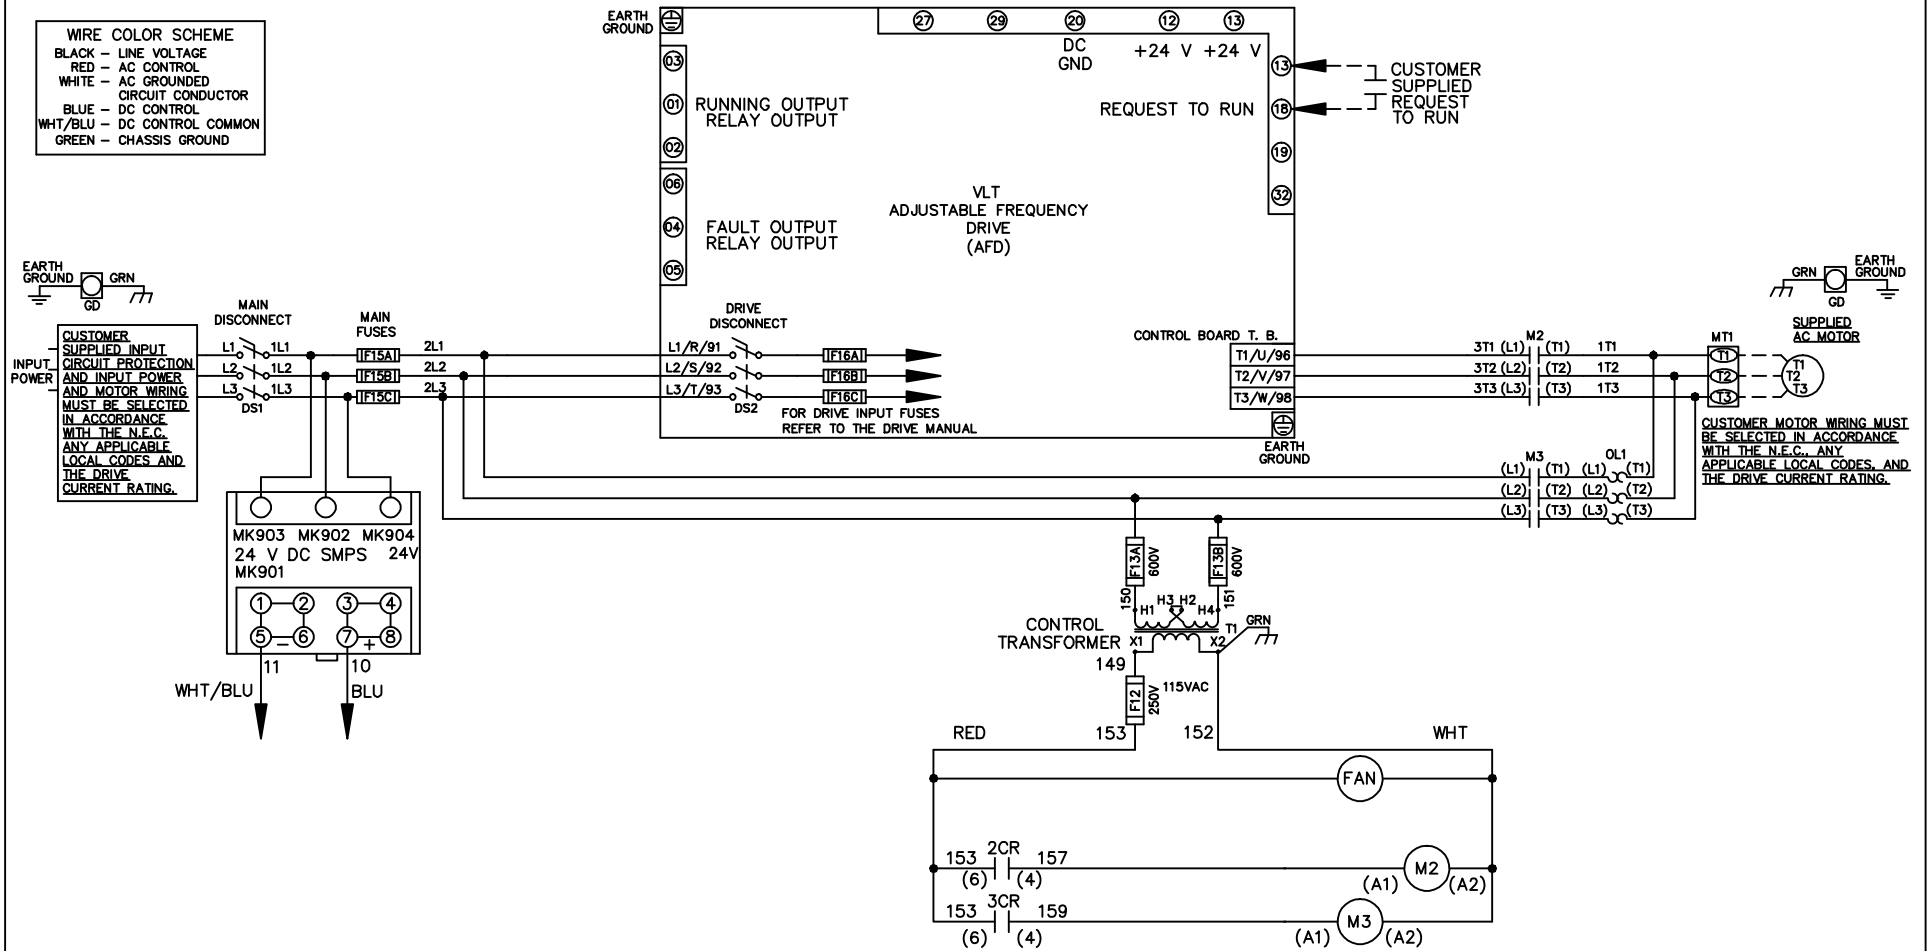 WIRE COLOR SCHEME
BLACK – LINE VOLTAGE
RED – AC CONTROL
WHITE – AC GROUNDED
CIRCUIT CONDUCTOR
BLUE – DC CONTROL
WHT/BLU – DC CONTROL COMMON
GREEN – CHASSIS GROUND
EARTH
GROUND
27
29
20
12
13
DC
GND
+24 V
+24 V
03
01
02
RUNNING OUTPUT
RELAY OUTPUT
06
04
05
FAULT OUTPUT
RELAY OUTPUT
13
18
19
32
REQUEST TO RUN
CUSTOMER
SUPPLIED
REQUEST
TO RUN
VLT
ADJUSTABLE FREQUENCY
DRIVE
(AFD)
EARTH
GROUND
GRN
GD
INPUT
POWER
CUSTOMER
SUPPLIED INPUT
CIRCUIT PROTECTION
AND INPUT POWER
AND MOTOR WIRING
MUST BE SELECTED
IN ACCORDANCE
WITH THE N.E.C.
ANY APPLICABLE
LOCAL CODES AND
THE DRIVE
CURRENT RATING.
MAIN
DISCONNECT
L1
1L1
L2
1L2
L3
1L3
DS1
MAIN
FUSES
F15A
F15B
F15C
2L1
2L2
2L3
DRIVE
DISCONNECT
L1/R/91
L2/S/92
L3/T/93
DS2
F16A
F16B
F16C
FOR DRIVE INPUT FUSES
REFER TO THE DRIVE MANUAL
CONTROL BOARD T. B.
T1/U/96
T2/V/97
T3/W/98
EARTH
GROUND
M2
3T1 (L1) (T1) 1T1
3T2 (L2) (T2) 1T2
3T3 (L3) (T3) 1T3
MT1
T1
T2
T3
GRN
GD
EARTH
GROUND
SUPPLIED
AC MOTOR
T1
T2
T3
CUSTOMER MOTOR WIRING MUST
BE SELECTED IN ACCORDANCE
WITH THE N.E.C., ANY
APPLICABLE LOCAL CODES, AND
THE DRIVE CURRENT RATING.
M3
OL1
(L1) (T1) (L1) (T1)
(L2) (T2) (L2) (T2)
(L3) (T3) (L3) (T3)
MK903 MK902 MK904
24 V DC SMPS 24V
MK901
1 2 3 4
5 – 6 7 + 8
11
10
WHT/BLU
BLU
F13A
600V
F13B
600V
150
151
H1 H3 H2 H4
CONTROL
TRANSFORMER
X1
X2
T1
GRN
149
F12
250V
115VAC
153
152
RED
WHT
FAN
153 2CR 157
(6) (4)
M2
(A1) (A2)
153 3CR 159
(6) (4)
M3
(A1) (A2)